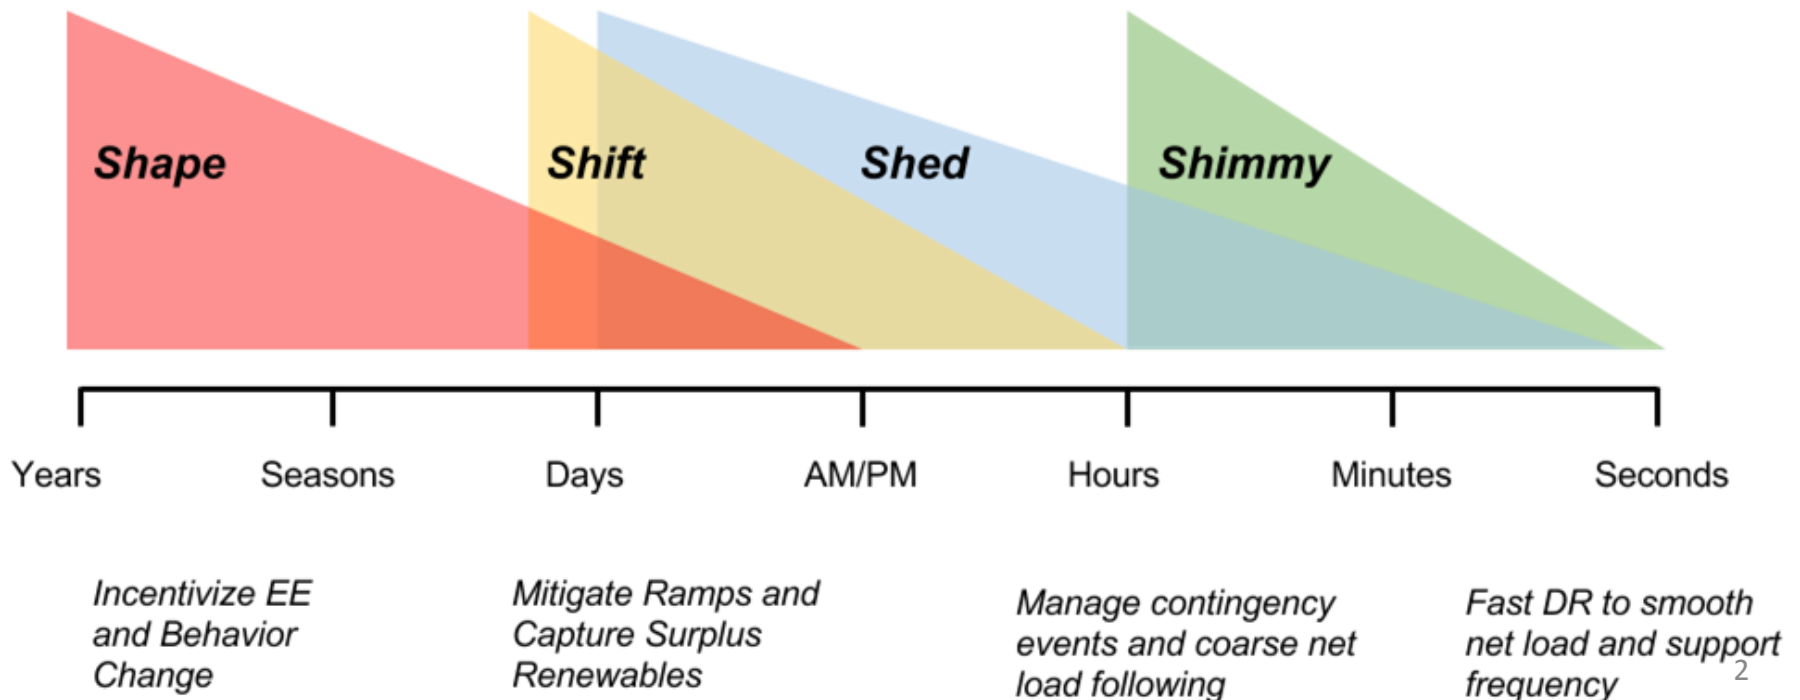 Shape
Shift
Shed
Shimmy
Years
Seasons
Days
AM/PM
Hours
Minutes
Seconds
Incentivize EE
and Behavior
Change
Mitigate Ramps and
Capture Surplus
Renewables
Manage contingency
events and coarse net
load following
Fast DR to smooth
net load and support
frequency
2